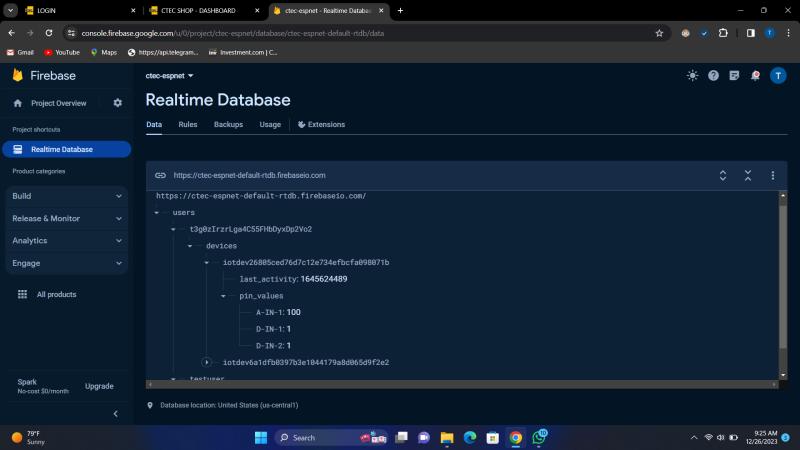 LOGIN
CTEC SHOP - DASHBOARD
ctec-espnet - Realtime Databas
console.firebase.google.com/u/0/project/ctec-espnet/database/ctec-espnet-default-rtdb/data
T
Gmail
YouTube
Maps
https://api.telegram...
Investment.com | C...
Firebase
ctec-espnet
T
Project Overview
Realtime Database
Project shortcuts
Data
Rules
Backups
Usage
Extensions
Realtime Database
Product categories
https://ctec-espnet-default-rtdb.firebaseio.com
Build
https://ctec-espnet-default-rtdb.firebaseio.com/
users
Release & Monitor
t3g0zIrzrLga4C55FHbDyxDp2Vo2
Analytics
devices
Engage
iotdev26805ced76d7c12e734efbcfa098071b
last_activity: 1645624489
All products
pin_values
A-IN-1: 100
D-IN-1: 1
D-IN-2: 1
iotdev6a1dfb0397b3e1044179a8d065d9f2e2
testuser
Spark
No-cost $0/month
Upgrade
Database location: United States (us-central1)
79°F
Sunny
Search
9:25 AM
12/26/2023